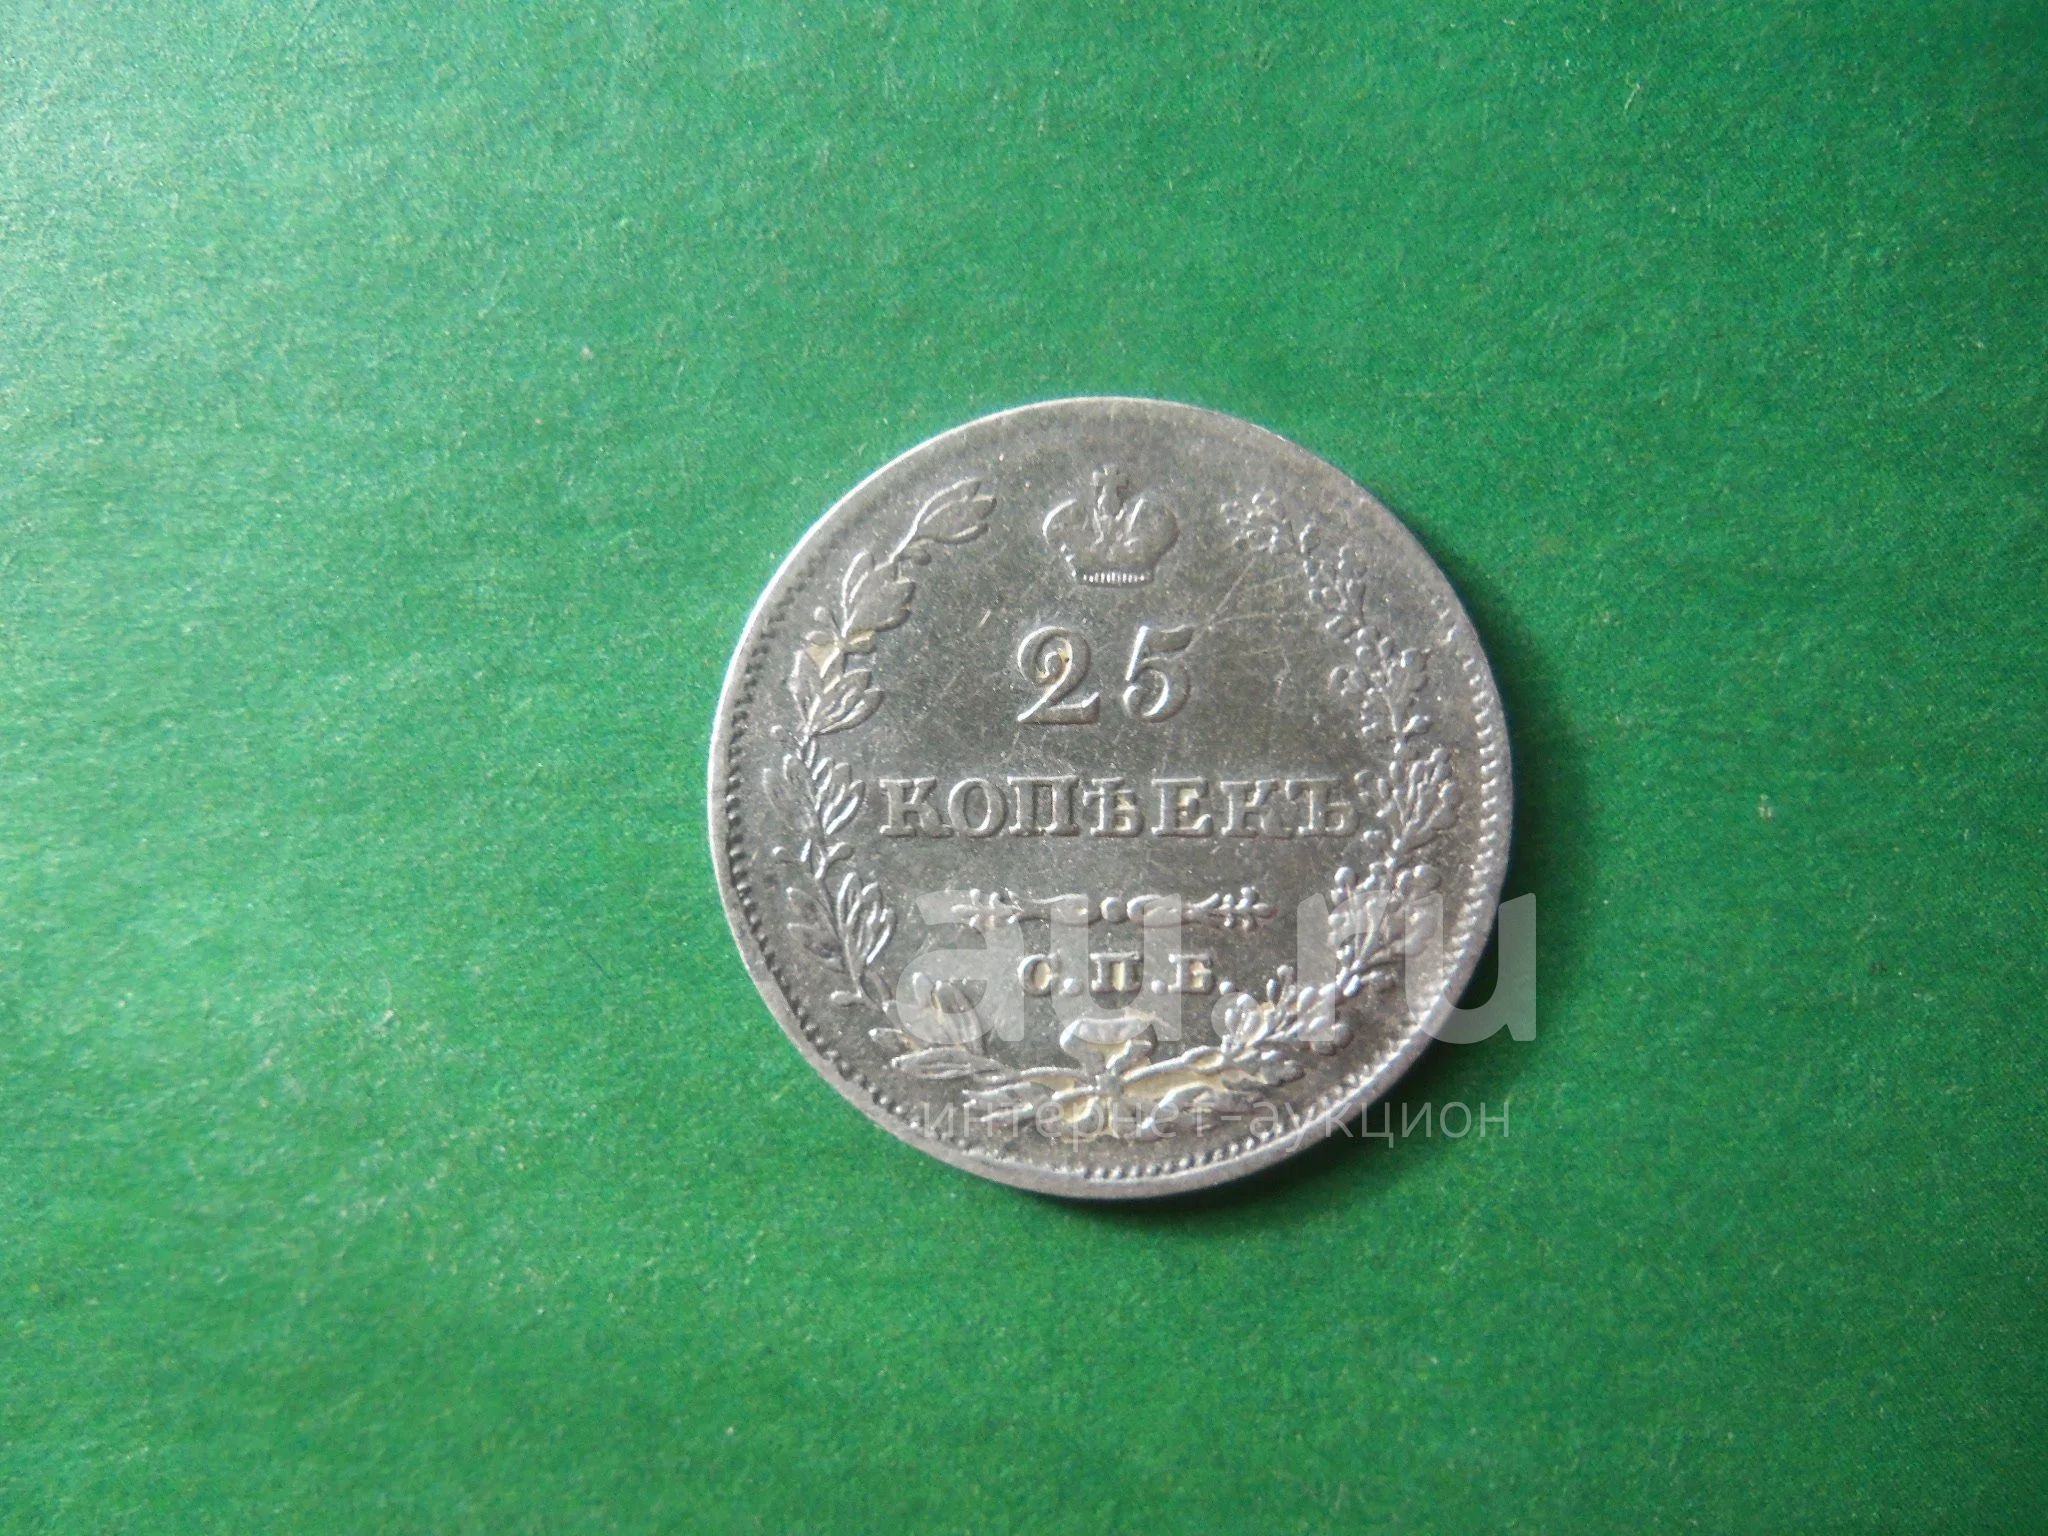 25
КОПѢЕКЪ
С.П.Б.
au.ru
интернет-аукцион